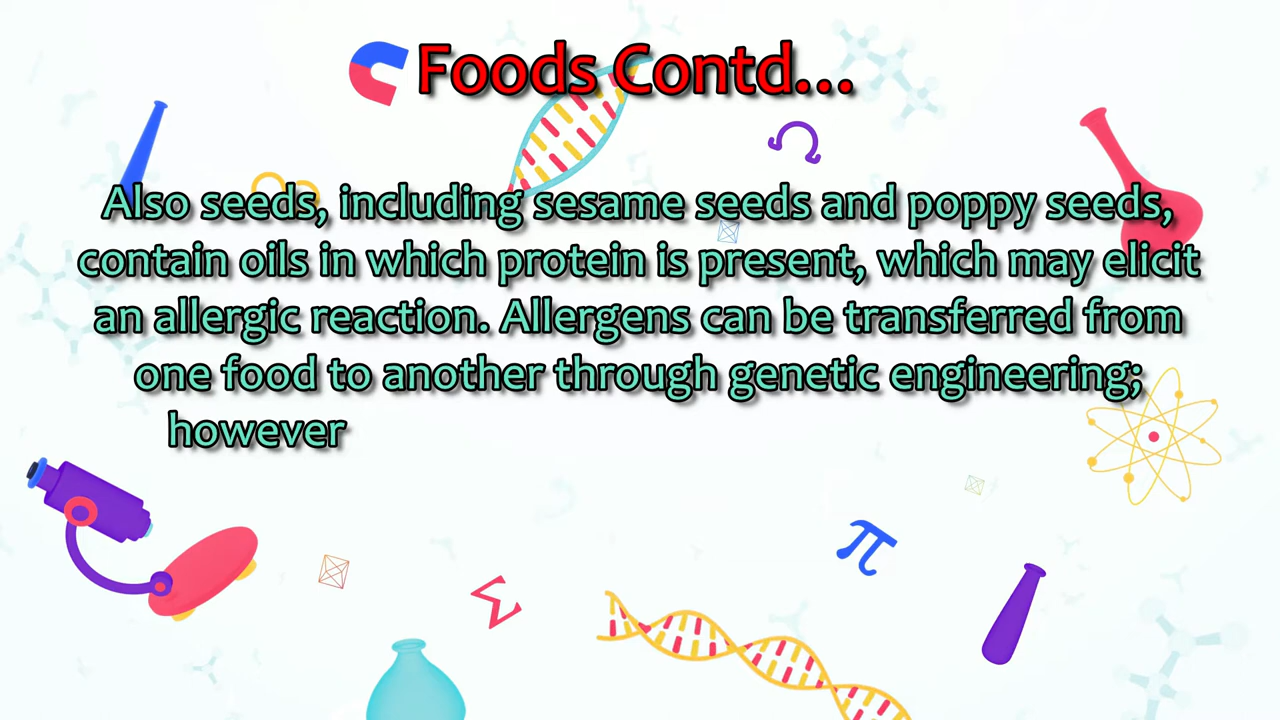 Foods Contd...
Also seeds, including sesame seeds and poppy seeds,
contain oils in which protein is present, which may elicit
an allergic reaction. Allergens can be transferred from
one food to another through genetic engineering;
however
π
Σ